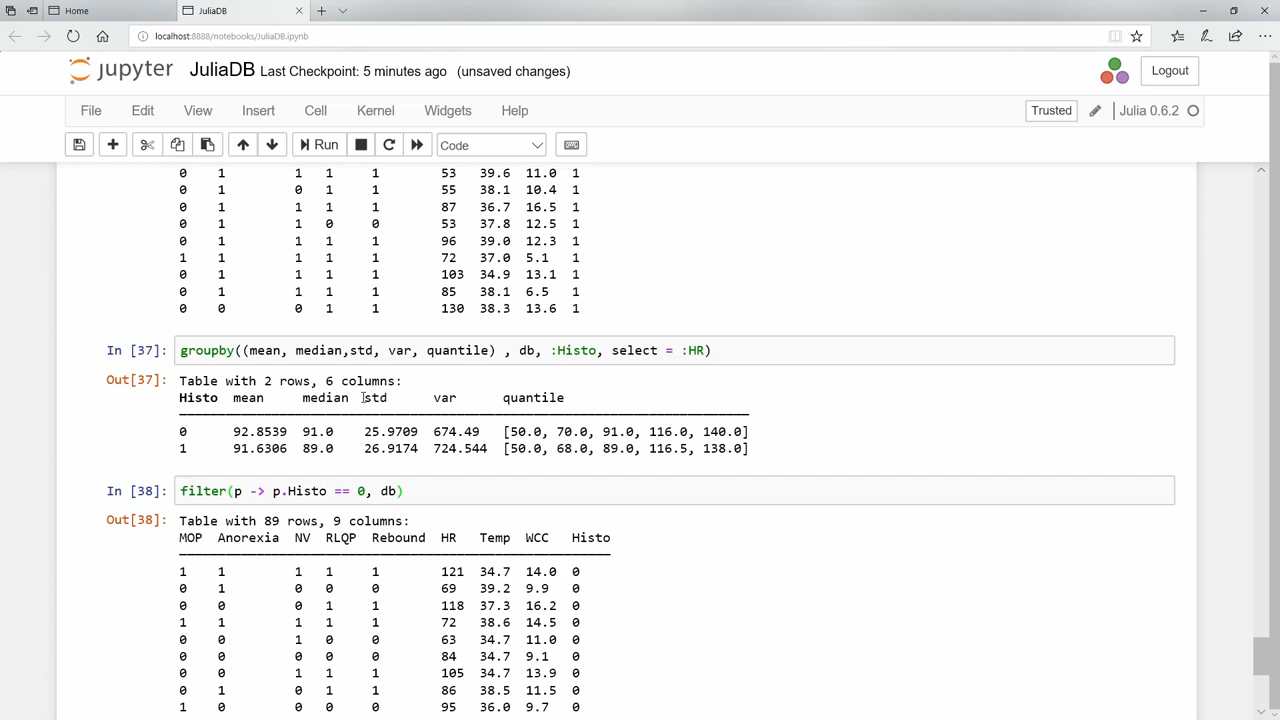 Home
JuliaDB
localhost:8888/notebooks/JuliaDB.ipynb
jupyter JuliaDB Last Checkpoint: 5 minutes ago (unsaved changes) Logout
File Edit View Insert Cell Kernel Widgets Help Trusted Julia 0.6.2
Run Code
0 1 1 1 1 53 39.6 11.0 1
0 1 0 1 1 55 38.1 10.4 1
0 1 1 1 1 87 36.7 16.5 1
0 1 1 0 0 53 37.8 12.5 1
0 1 1 1 1 96 39.0 12.3 1
1 1 1 1 1 72 37.0 5.1 1
0 1 1 1 1 103 34.9 13.1 1
0 1 1 1 1 85 38.1 6.5 1
0 0 0 1 1 130 38.3 13.6 1
In [37]: groupby((mean, median,std, var, quantile) , db, :Histo, select = :HR)
Out[37]: Table with 2 rows, 6 columns:
Histo mean median std var quantile
0 92.8539 91.0 25.9709 674.49 [50.0, 70.0, 91.0, 116.0, 140.0]
1 91.6306 89.0 26.9174 724.544 [50.0, 68.0, 89.0, 116.5, 138.0]
In [38]: filter(p -> p.Histo == 0, db)
Out[38]: Table with 89 rows, 9 columns:
MOP Anorexia NV RLQP Rebound HR Temp WCC Histo
1 1 1 1 1 121 34.7 14.0 0
0 1 0 0 0 69 39.2 9.9 0
0 0 0 1 1 118 37.3 16.2 0
1 1 1 1 1 72 38.6 14.5 0
0 0 1 0 0 63 34.7 11.0 0
0 0 0 0 0 84 34.7 9.1 0
0 0 1 1 1 105 34.7 13.9 0
0 1 0 1 1 86 38.5 11.5 0
1 0 0 0 0 95 36.0 9.7 0